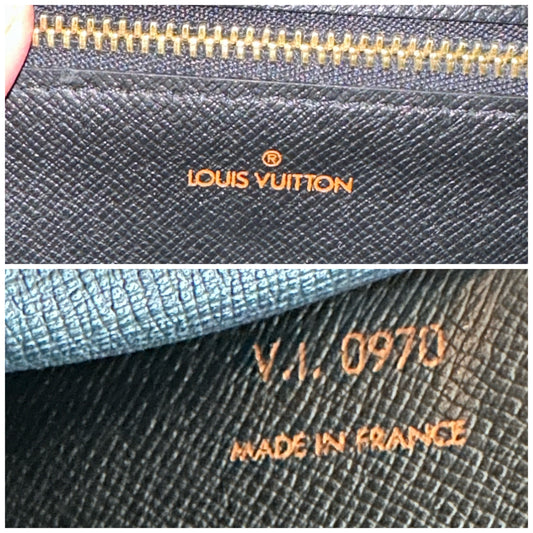 ®
LOUIS VUITTON
V.I. 0970
MADE IN FRANCE